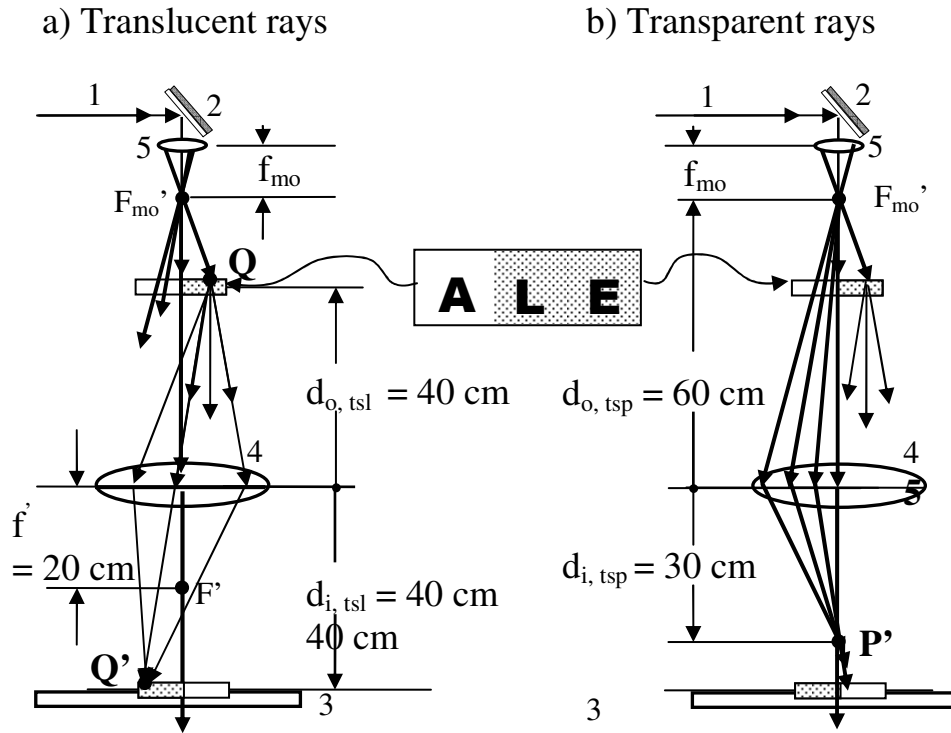 a) Translucent rays
b) Transparent rays
1
2
5
f_mo
F_mo'
Q
A L E
d_o, tsl = 40 cm
4
f'
= 20 cm
F'
d_i, tsl = 40 cm
40 cm
Q'
3
1
2
5
f_mo
F_mo'
d_o, tsp = 60 cm
4
5
d_i, tsp = 30 cm
P'
3